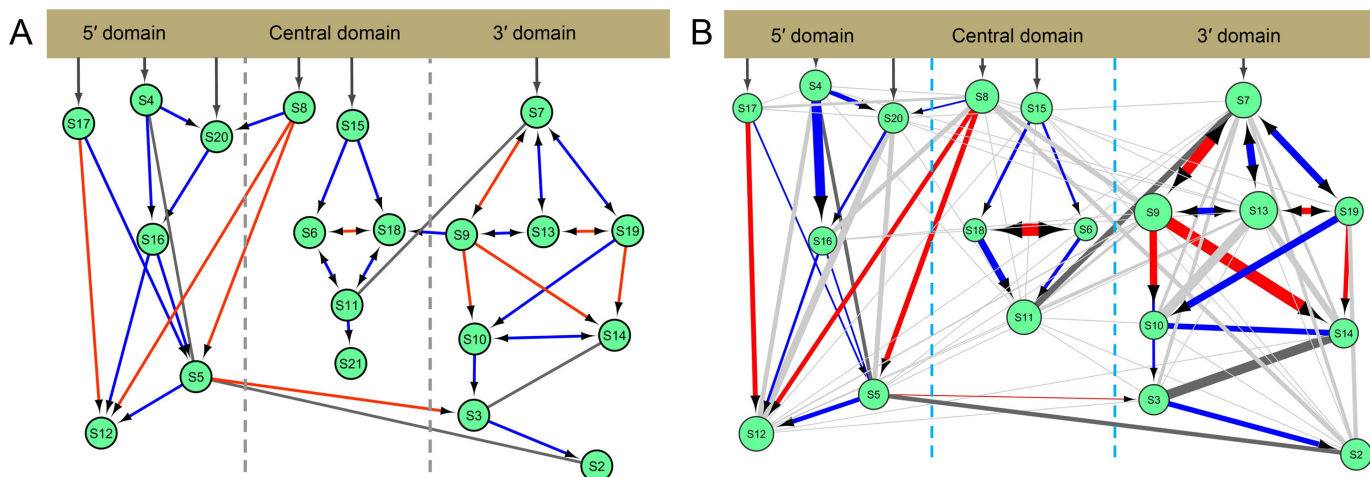 A
5′ domain Central domain 3′ domain
S4
S8
S7
S17
S20
S15
S16
S6
S18
S9
S13
S19
S11
S10
S14
S21
S5
S3
S12
S2
B
5′ domain Central domain 3′ domain
S4
S8
S7
S17
S20
S15
S9
S13
S19
S16
S18
S6
S11
S10
S14
S5
S3
S12
S2